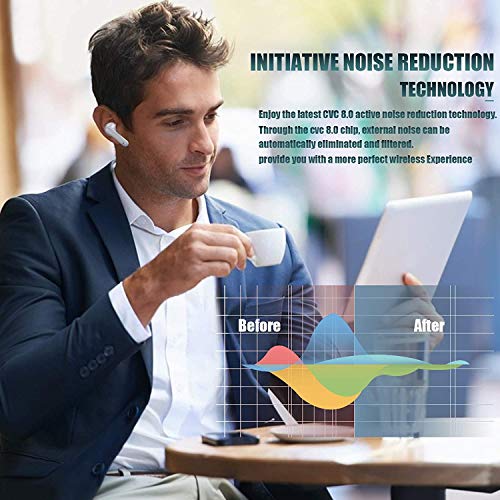 INITIATIVE NOISE REDUCTION
TECHNOLOGY
Enjoy the latest CVC 8.0 active noise reduction technology.
Through the cvc 8.0 chip, external noise can be
automatically eliminated and filtered.
provide you with a more perfect wireless Experience
Before
After